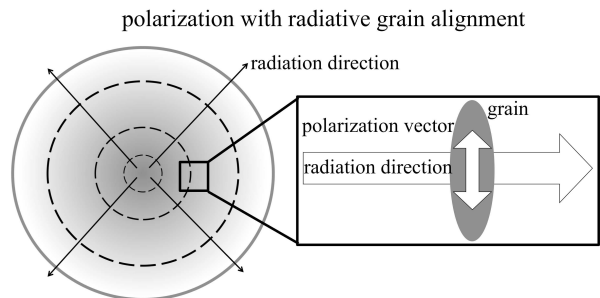 polarization with radiative grain alignment
radiation direction
grain
polarization vector
radiation direction